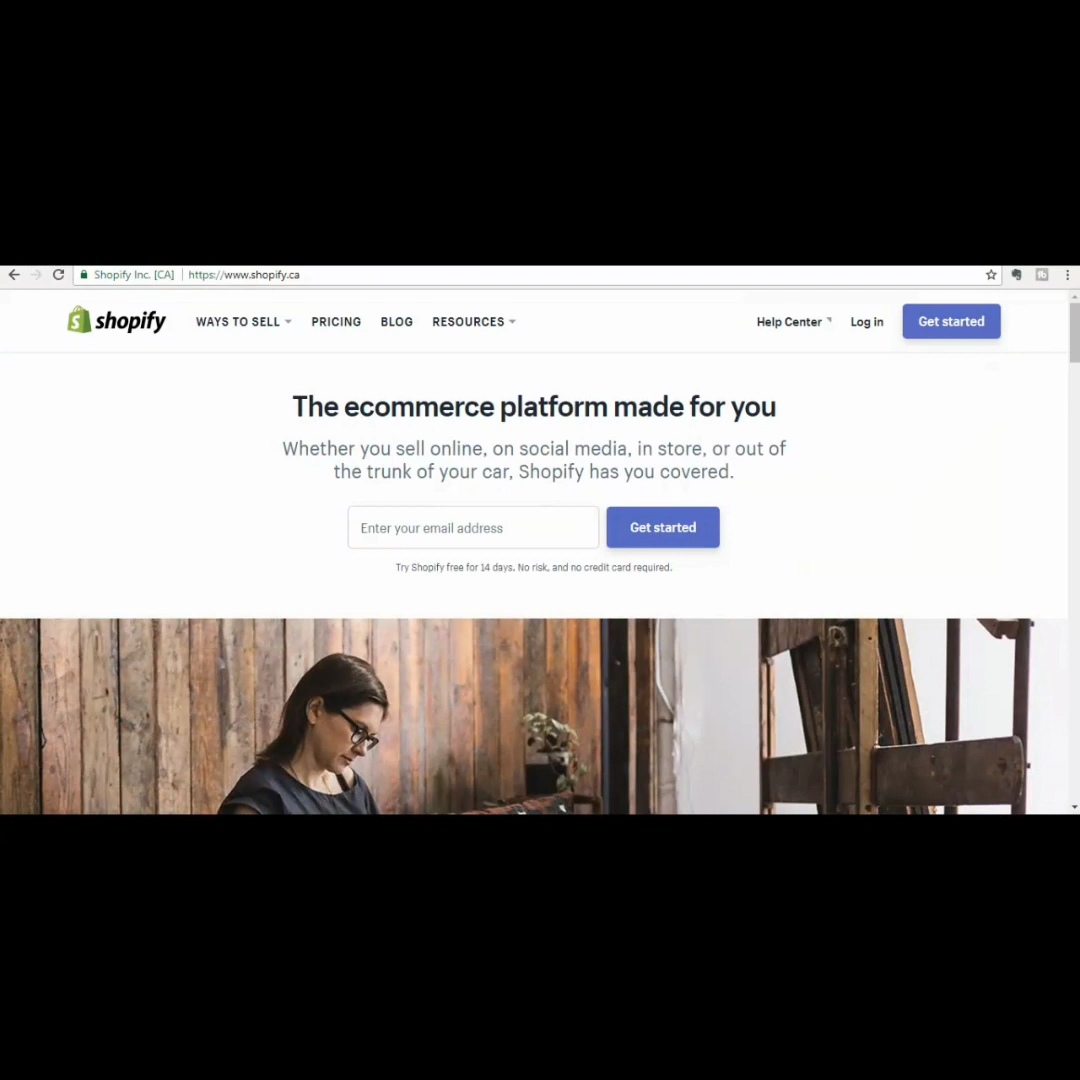 Shopify Inc. [CA] https://www.shopify.ca
shopify WAYS TO SELL PRICING BLOG RESOURCES Help Center Log in Get started
The ecommerce platform made for you
Whether you sell online, on social media, in store, or out of
the trunk of your car, Shopify has you covered.
Enter your email address Get started
Try Shopify free for 14 days. No risk, and no credit card required.